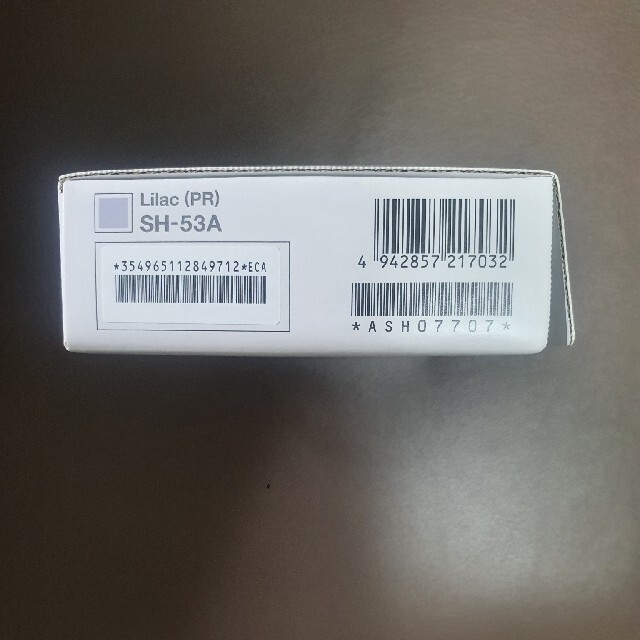 Lilac (PR)
SH-53A
*354965112849712*ECA
4 942857 217032
*ASH07707*